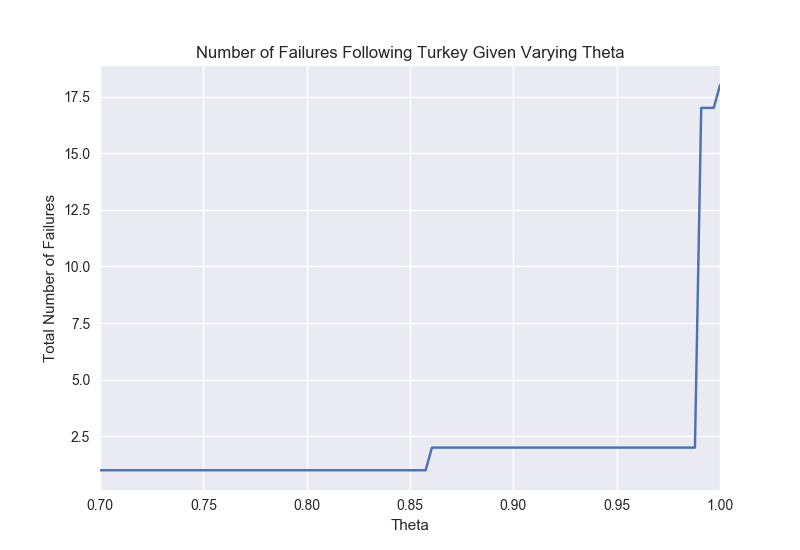 Number of Failures Following Turkey Given Varying Theta
17.5
15.0
12.5
10.0
7.5
5.0
2.5
Total Number of Failures
0.70 0.75 0.80 0.85 0.90 0.95 1.00
Theta